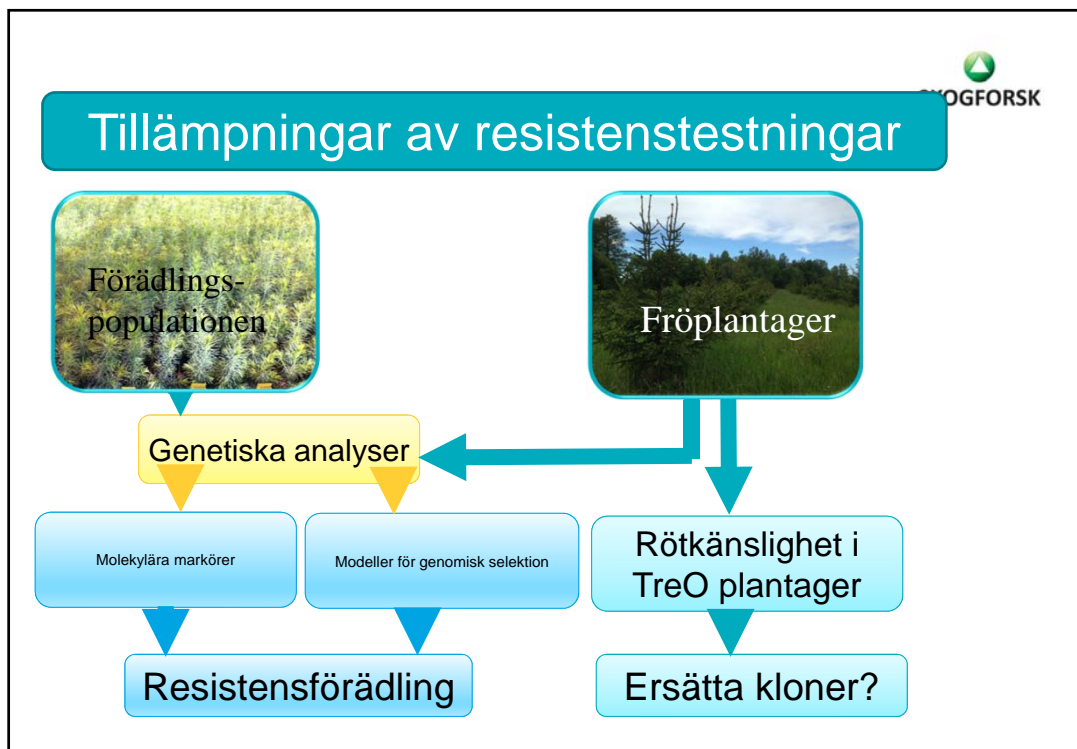 SKOGFORSK
Tillämpningar av resistenstestningar
Förädlings-
populationen
Fröplantager
Genetiska analyser
Molekylära markörer
Modeller för genomisk selektion
Rötkänslighet i
TreO plantager
Resistensförädling
Ersätta kloner?